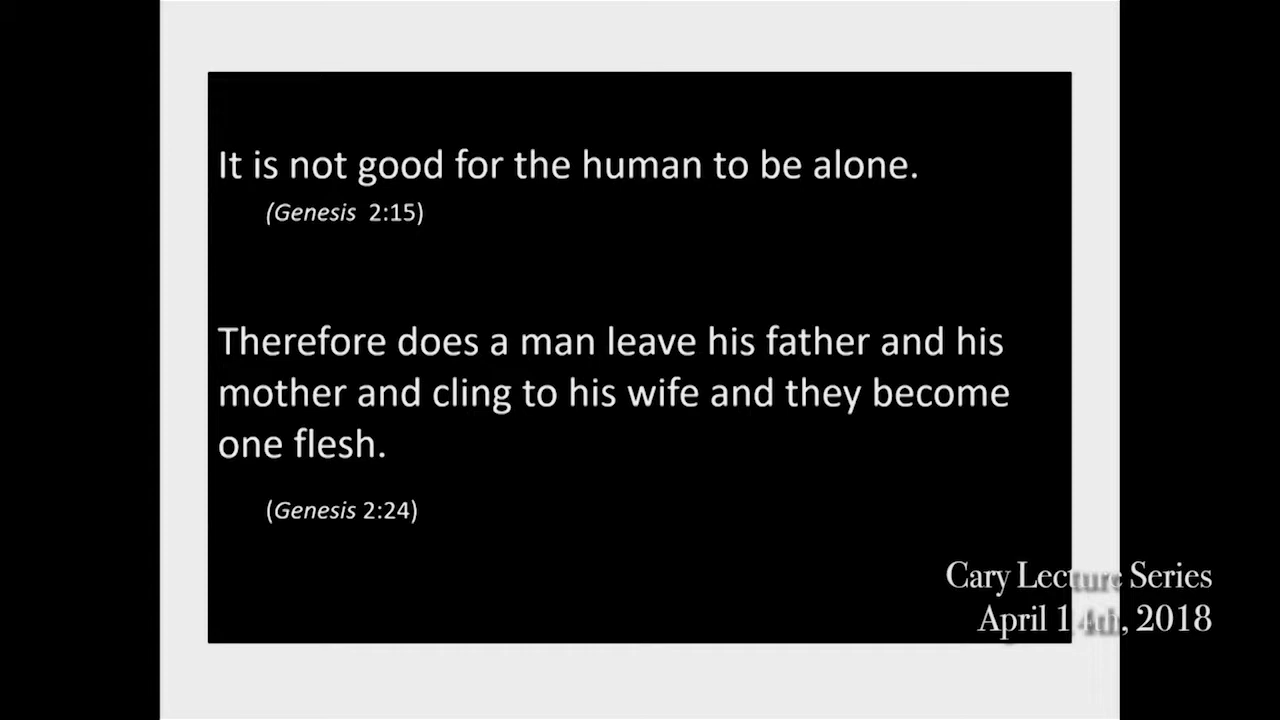 It is not good for the human to be alone.
(Genesis 2:15)
Therefore does a man leave his father and his
mother and cling to his wife and they become
one flesh.
(Genesis 2:24)
Cary Lecture Series
April 14th, 2018